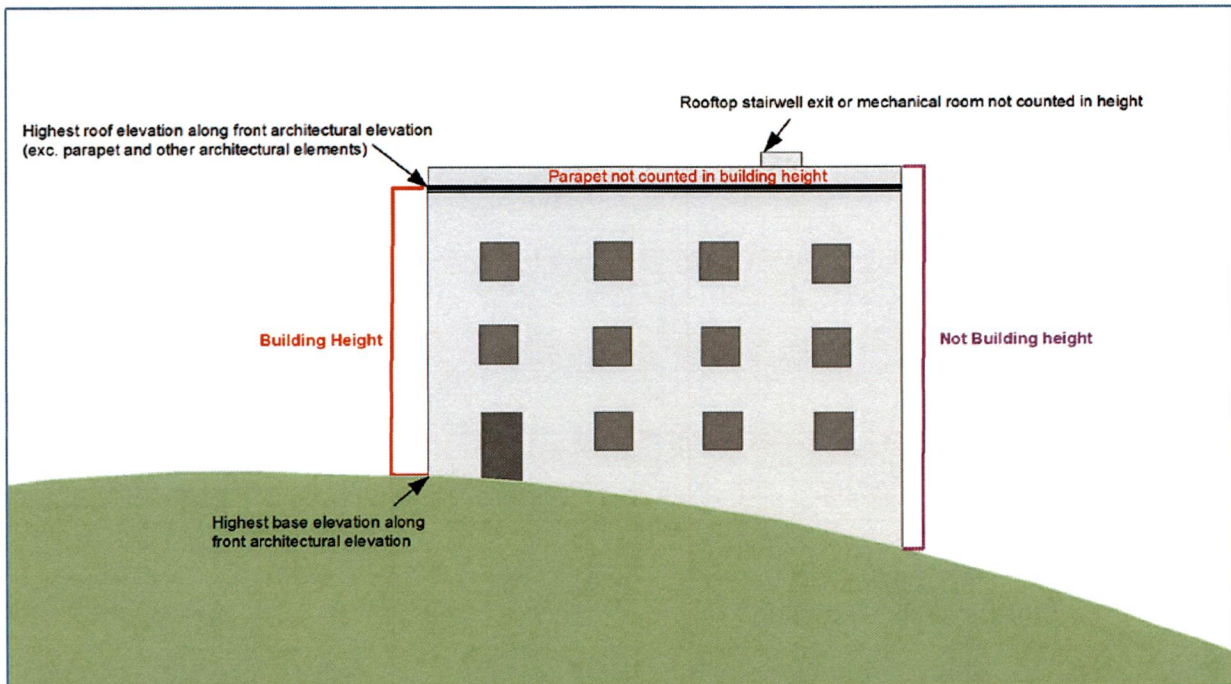 Rooftop stairwell exit or mechanical room not counted in height
Highest roof elevation along front architectural elevation
(exc. parapet and other architectural elements)
Parapet not counted in building height
Building Height
Not Building height
Highest base elevation along
front architectural elevation